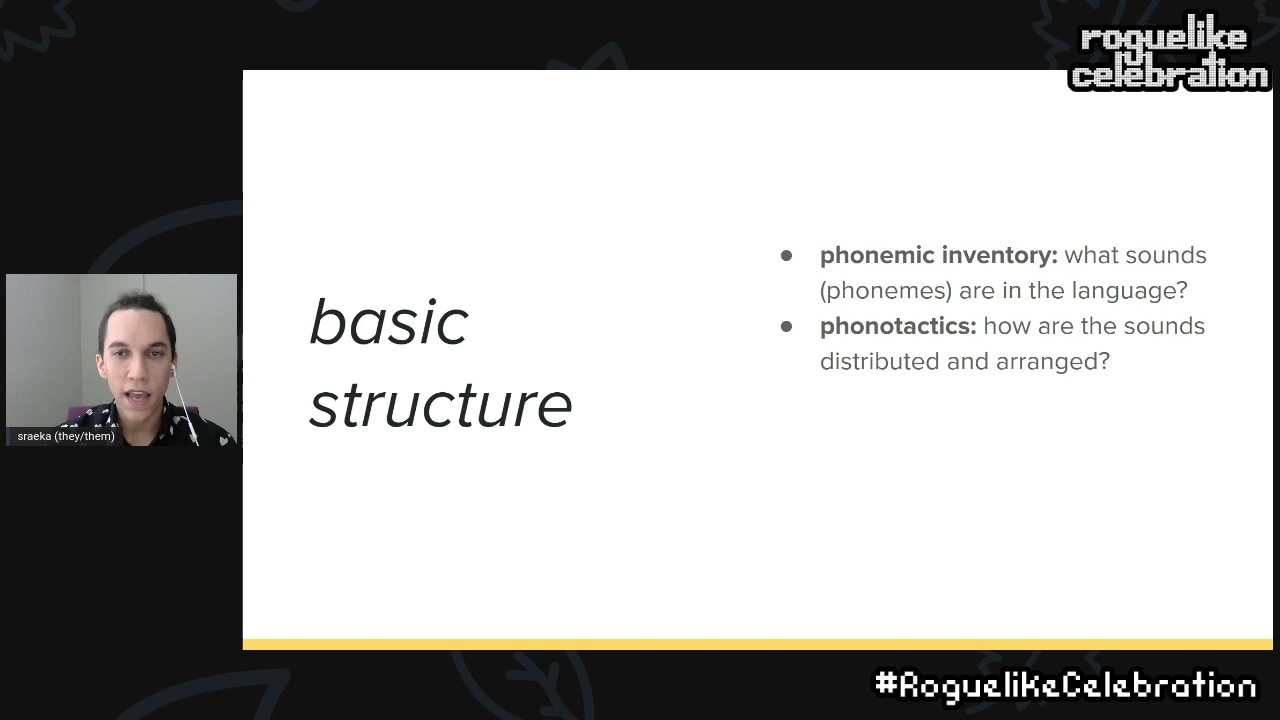 roguelike
celebration
basic
structure
● phonemic inventory: what sounds
(phonemes) are in the language?
● phonotactics: how are the sounds
distributed and arranged?
sraeka (they/them)
#RoguelikeCelebration